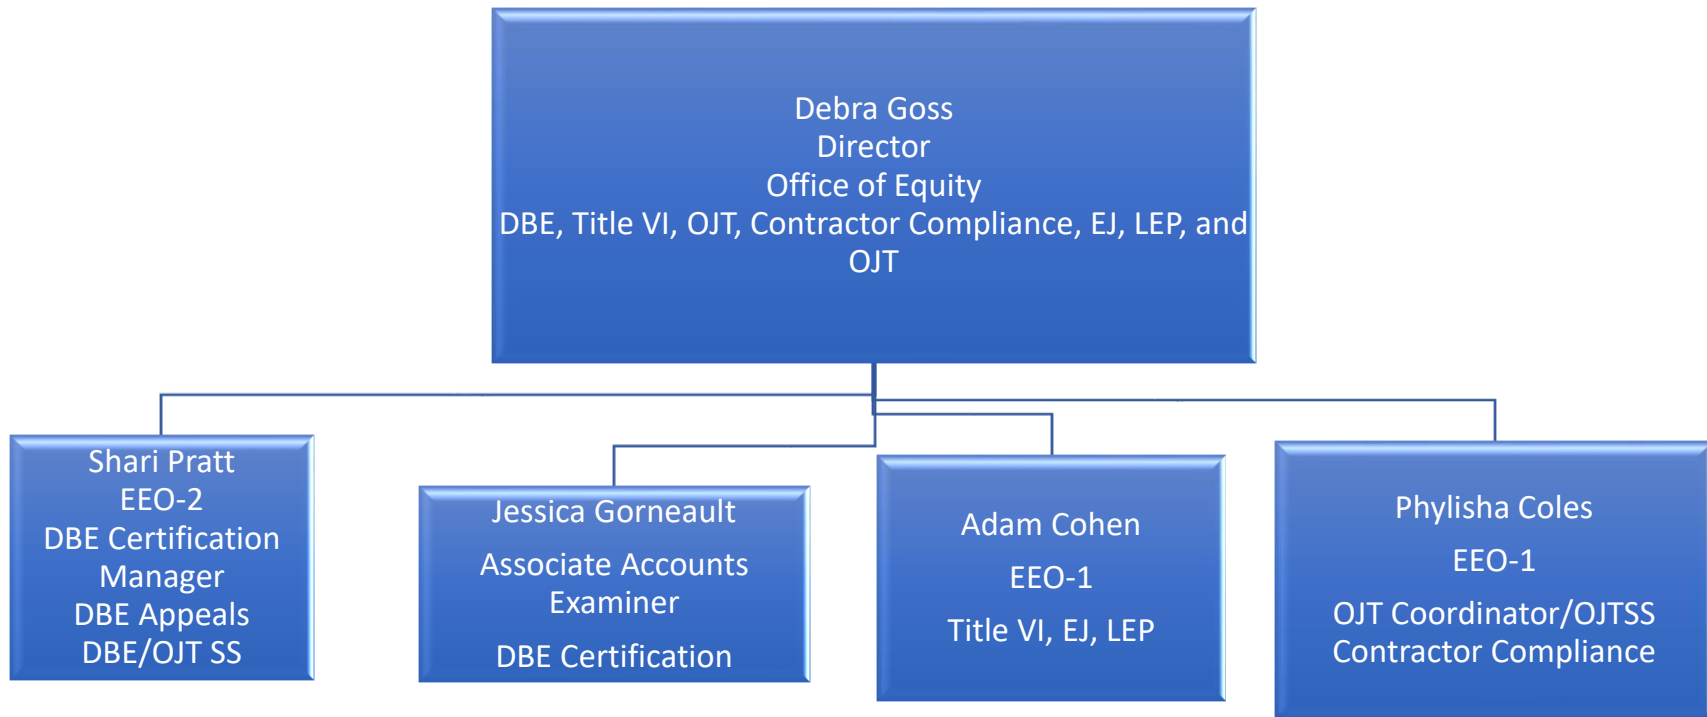 Debra Goss
Director
Office of Equity
DBE, Title VI, OJT, Contractor Compliance, EJ, LEP, and
OJT
Shari Pratt
EEO-2
DBE Certification
Manager
DBE Appeals
DBE/OJT SS
Jessica Gorneault
Associate Accounts
Examiner
DBE Certification
Adam Cohen
EEO-1
Title VI, EJ, LEP
Phylisha Coles
EEO-1
OJT Coordinator/OJTSS
Contractor Compliance